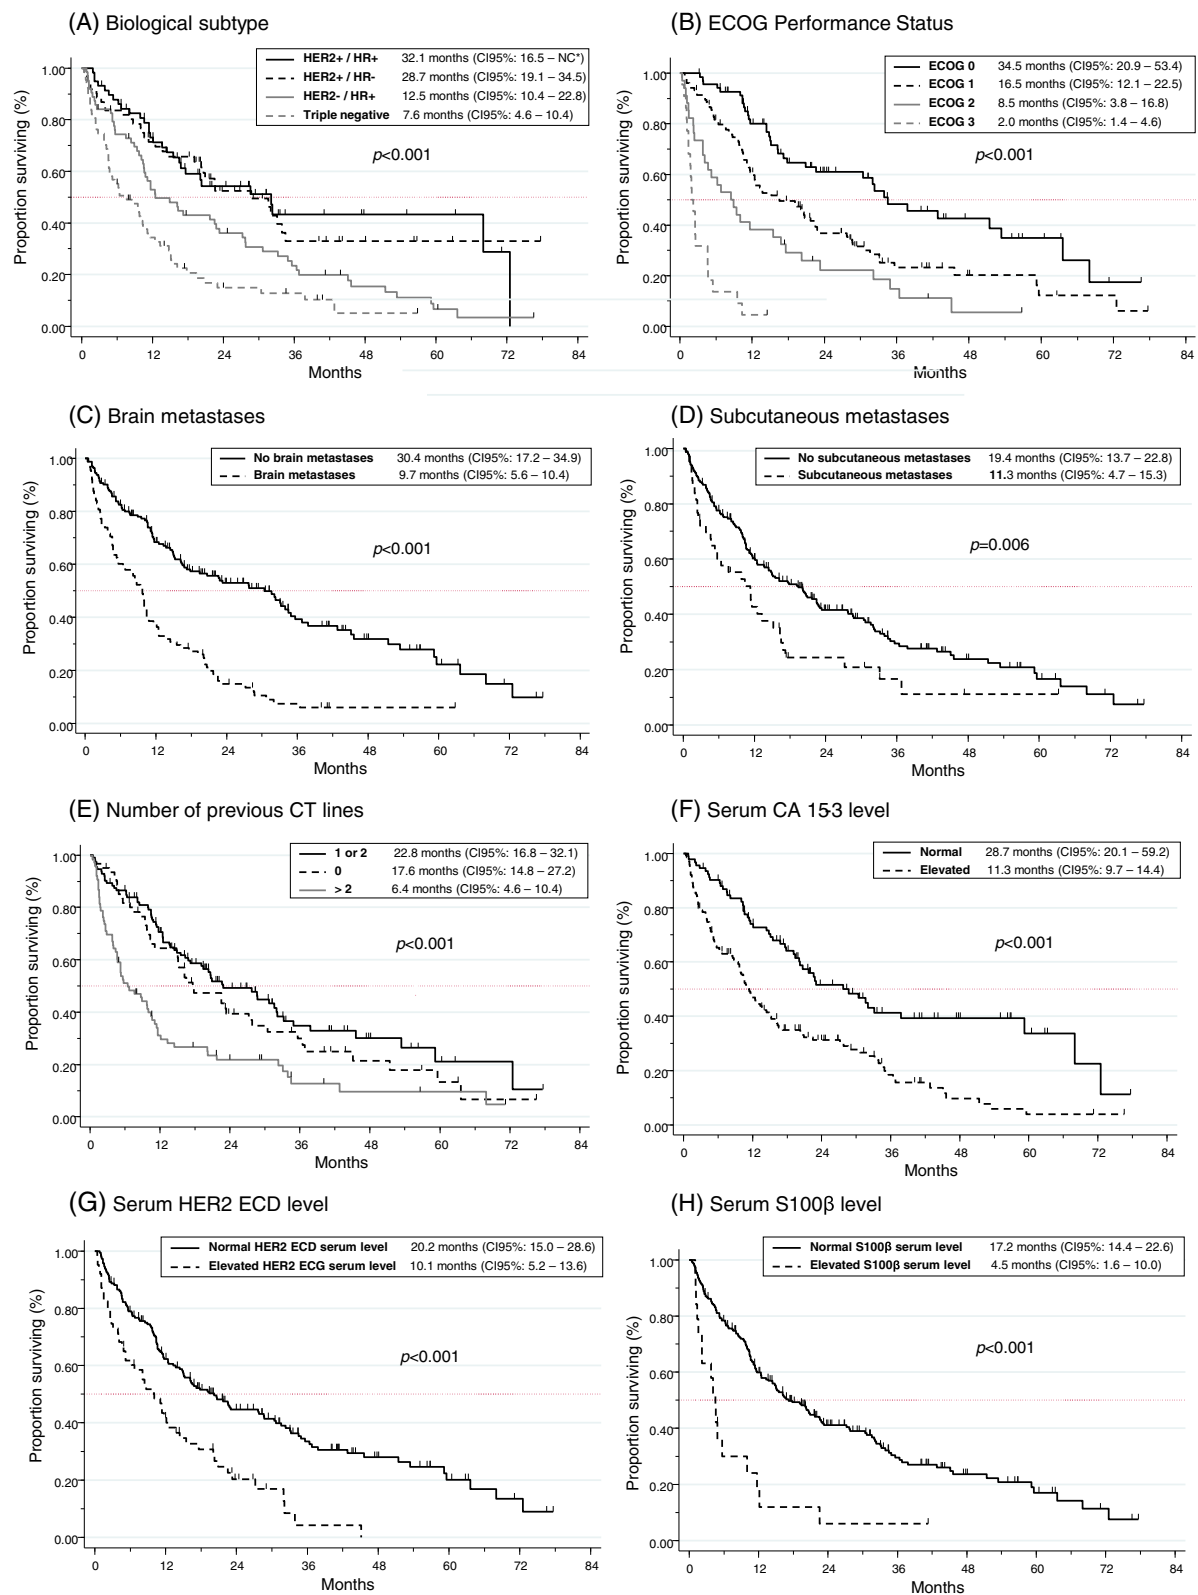 (A) Biological subtype
HER2+ / HR+ 32.1 months (CI95%: 16.5 – NC*)
HER2+ / HR- 28.7 months (CI95%: 19.1 – 34.5)
HER2- / HR+ 12.5 months (CI95%: 10.4 – 22.8)
Triple negative 7.6 months (CI95%: 4.6 – 10.4)
p<0.001
Proportion surviving (%)
1.00
0.80
0.60
0.40
0.20
0.00
0 12 24 36 48 60 72 84
Months
(B) ECOG Performance Status
ECOG 0 34.5 months (CI95%: 20.9 – 53.4)
ECOG 1 16.5 months (CI95%: 12.1 – 22.5)
ECOG 2 8.5 months (CI95%: 3.8 – 16.8)
ECOG 3 2.0 months (CI95%: 1.4 – 4.6)
p<0.001
Proportion surviving (%)
1.00
0.80
0.60
0.40
0.20
0.00
0 12 24 36 48 60 72 84
Months
(C) Brain metastases
No brain metastases 30.4 months (CI95%: 17.2 – 34.9)
Brain metastases 9.7 months (CI95%: 5.6 – 10.4)
p<0.001
Proportion surviving (%)
1.00
0.80
0.60
0.40
0.20
0.00
0 12 24 36 48 60 72 84
Months
(D) Subcutaneous metastases
No subcutaneous metastases 19.4 months (CI95%: 13.7 – 22.8)
Subcutaneous metastases 11.3 months (CI95%: 4.7 – 15.3)
p=0.006
Proportion surviving (%)
1.00
0.80
0.60
0.40
0.20
0.00
0 12 24 36 48 60 72 84
Months
(E) Number of previous CT lines
1 or 2 22.8 months (CI95%: 16.8 – 32.1)
0 17.6 months (CI95%: 14.8 – 27.2)
> 2 6.4 months (CI95%: 4.6 – 10.4)
p<0.001
Proportion surviving (%)
1.00
0.80
0.60
0.40
0.20
0.00
0 12 24 36 48 60 72 84
Months
(F) Serum CA 153 level
Normal 28.7 months (CI95%: 20.1 – 59.2)
Elevated 11.3 months (CI95%: 9.7 – 14.4)
p<0.001
Proportion surviving (%)
1.00
0.80
0.60
0.40
0.20
0.00
0 12 24 36 48 60 72 84
Months
(G) Serum HER2 ECD level
Normal HER2 ECD serum level 20.2 months (CI95%: 15.0 – 28.6)
Elevated HER2 ECG serum level 10.1 months (CI95%: 5.2 – 13.6)
p<0.001
Proportion surviving (%)
1.00
0.80
0.60
0.40
0.20
0.00
0 12 24 36 48 60 72 84
Months
(H) Serum S100β level
Normal S100β serum level 17.2 months (CI95%: 14.4 – 22.6)
Elevated S100β serum level 4.5 months (CI95%: 1.6 – 10.0)
p<0.001
Proportion surviving (%)
1.00
0.80
0.60
0.40
0.20
0.00
0 12 24 36 48 60 72 84
Months